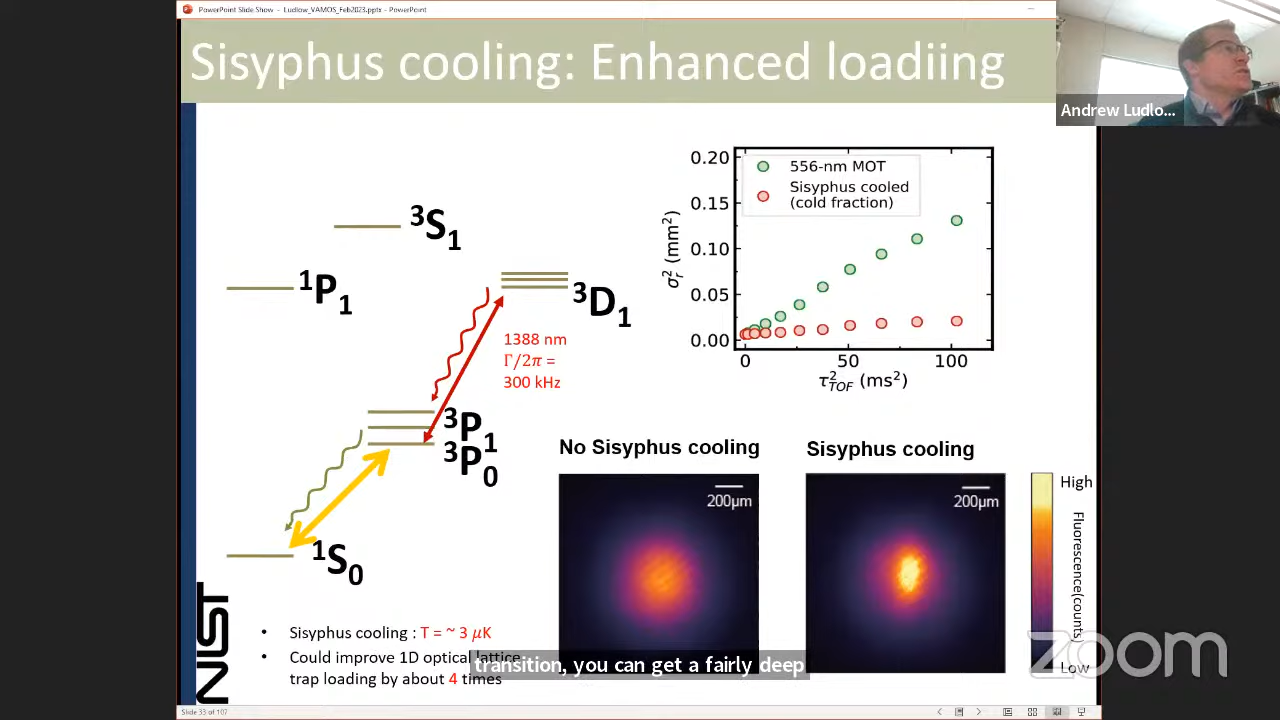 PowerPoint Slide Show - Ludlow_VAMOS_Feb2023.pptx - PowerPoint
Sisyphus cooling: Enhanced loadiing
Andrew Ludlo...
³S₁
¹P₁
³D₁
1388 nm
Γ/2π =
300 kHz
³P₁
³P₀
¹S₀
0.20
0.15
0.10
0.05
0.00
σᵣ² (mm²)
556-nm MOT
Sisyphus cooled
(cold fraction)
0 50 100
τ²TOF (ms²)
No Sisyphus cooling
Sisyphus cooling
200μm
200μm
High
Fluorescence(counts)
Low
NIST
• Sisyphus cooling : T = ~ 3 μK
• Could improve 1D optical lattice
trap loading by about 4 times
transition, you can get a fairly deep
zoom
Slide 33 of 107